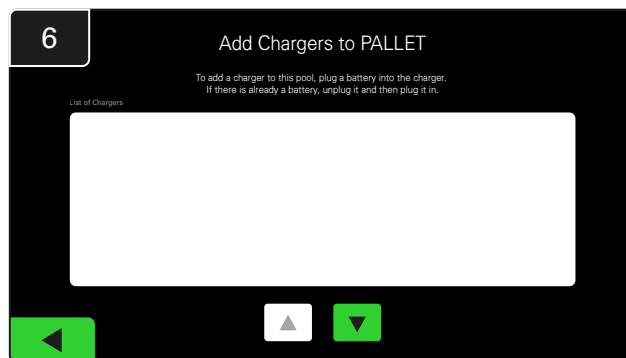 6
Add Chargers to PALLET
To add a charger to this pool, plug a battery into the charger.
If there is already a battery, unplug it and then plug it in.
List of Chargers